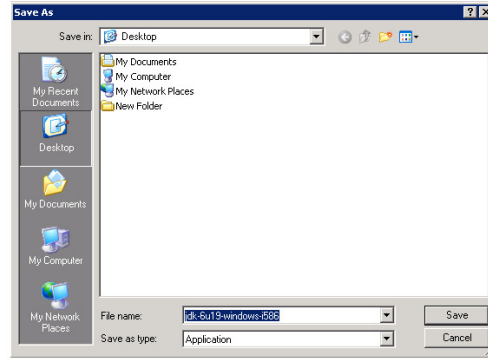 Save As
Save in:
Desktop
My Documents
My Computer
My Network Places
New Folder
My Recent
Documents
Desktop
My Documents
My Computer
My Network
Places
File name:
jdk-6u19-windows-i586
Save
Save as type:
Application
Cancel